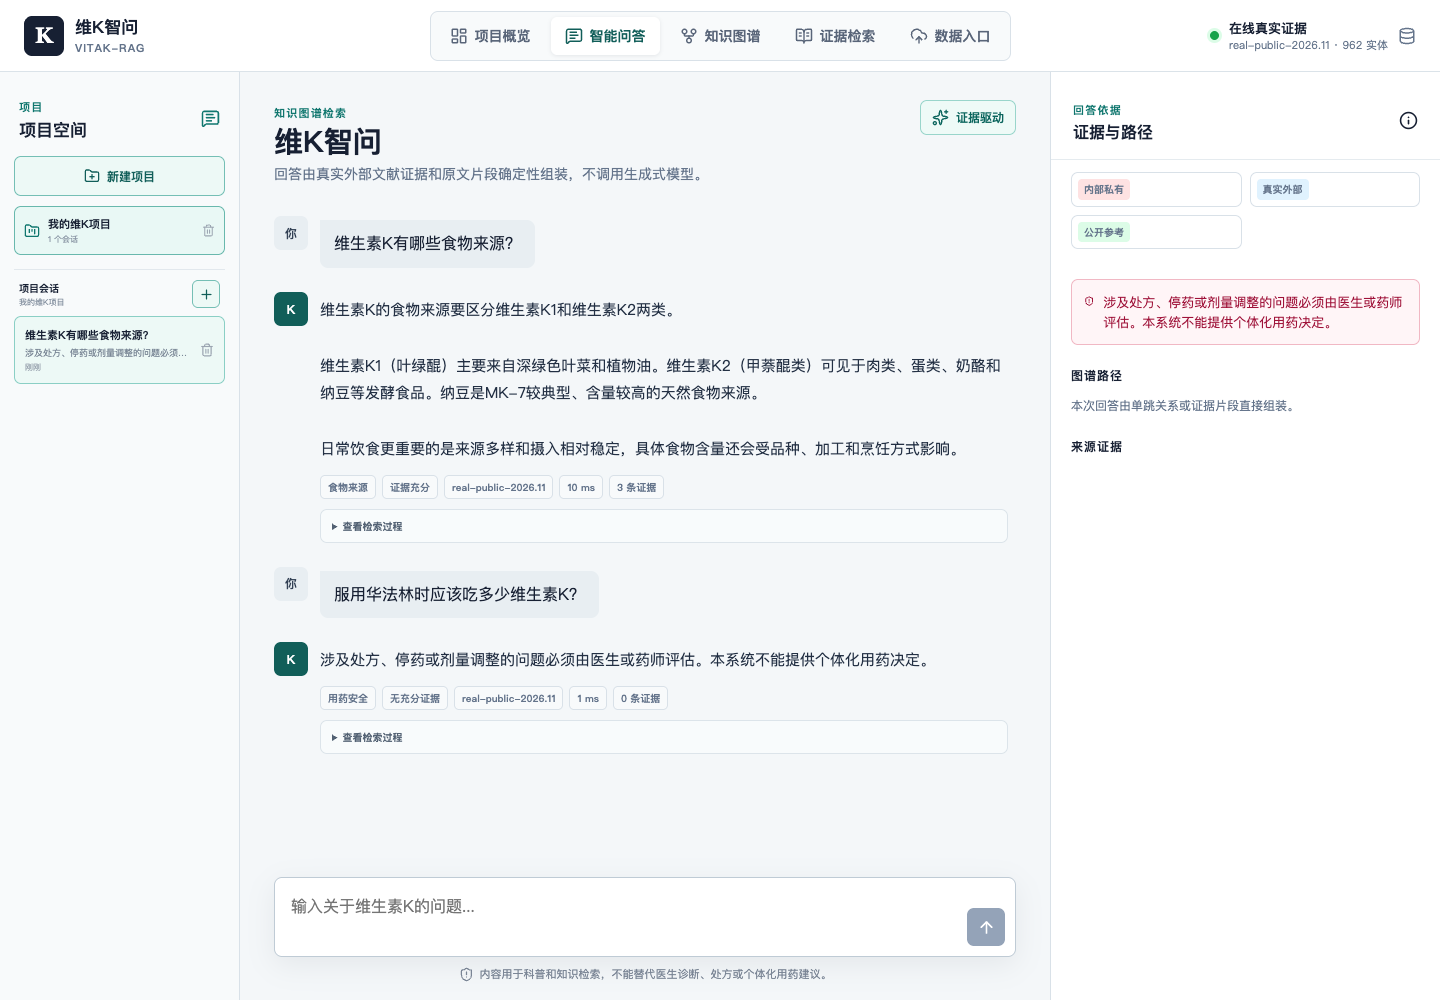 K
维K智问
VITAK-RAG
项目概览
智能问答
知识图谱
证据检索
数据入口
在线真实证据
real-public-2026.11 · 962 实体
项目
项目空间
新建项目
我的维K项目
1 个会话
项目会话
我的维K项目
维生素K有哪些食物来源?
涉及处方、停药或剂量调整的问题必须...
刚刚
知识图谱检索
维K智问
回答由真实外部文献证据和原文片段确定性组装，不调用生成式模型。
证据驱动
你
维生素K有哪些食物来源？
K
维生素K的食物来源要区分维生素K1和维生素K2两类。
维生素K1（叶绿醌）主要来自深绿色叶菜和植物油。维生素K2（甲萘醌类）可见于肉类、蛋类、奶酪和
纳豆等发酵食品。纳豆是MK-7较典型、含量较高的天然食物来源。
日常饮食更重要的是来源多样和摄入相对稳定，具体食物含量还会受品种、加工和烹饪方式影响。
食物来源
证据充分
real-public-2026.11
10 ms
3 条证据
查看检索过程
你
服用华法林时应该吃多少维生素K？
K
涉及处方、停药或剂量调整的问题必须由医生或药师评估。本系统不能提供个体化用药决定。
用药安全
无充分证据
real-public-2026.11
1 ms
0 条证据
查看检索过程
输入关于维生素K的问题...
内容用于科普和知识检索，不能替代医生诊断、处方或个体化用药建议。
回答依据
证据与路径
内部私有
真实外部
公开参考
涉及处方、停药或剂量调整的问题必须由医生或药师
评估。本系统不能提供个体化用药决定。
图谱路径
本次回答由单跳关系或证据片段直接组装。
来源证据